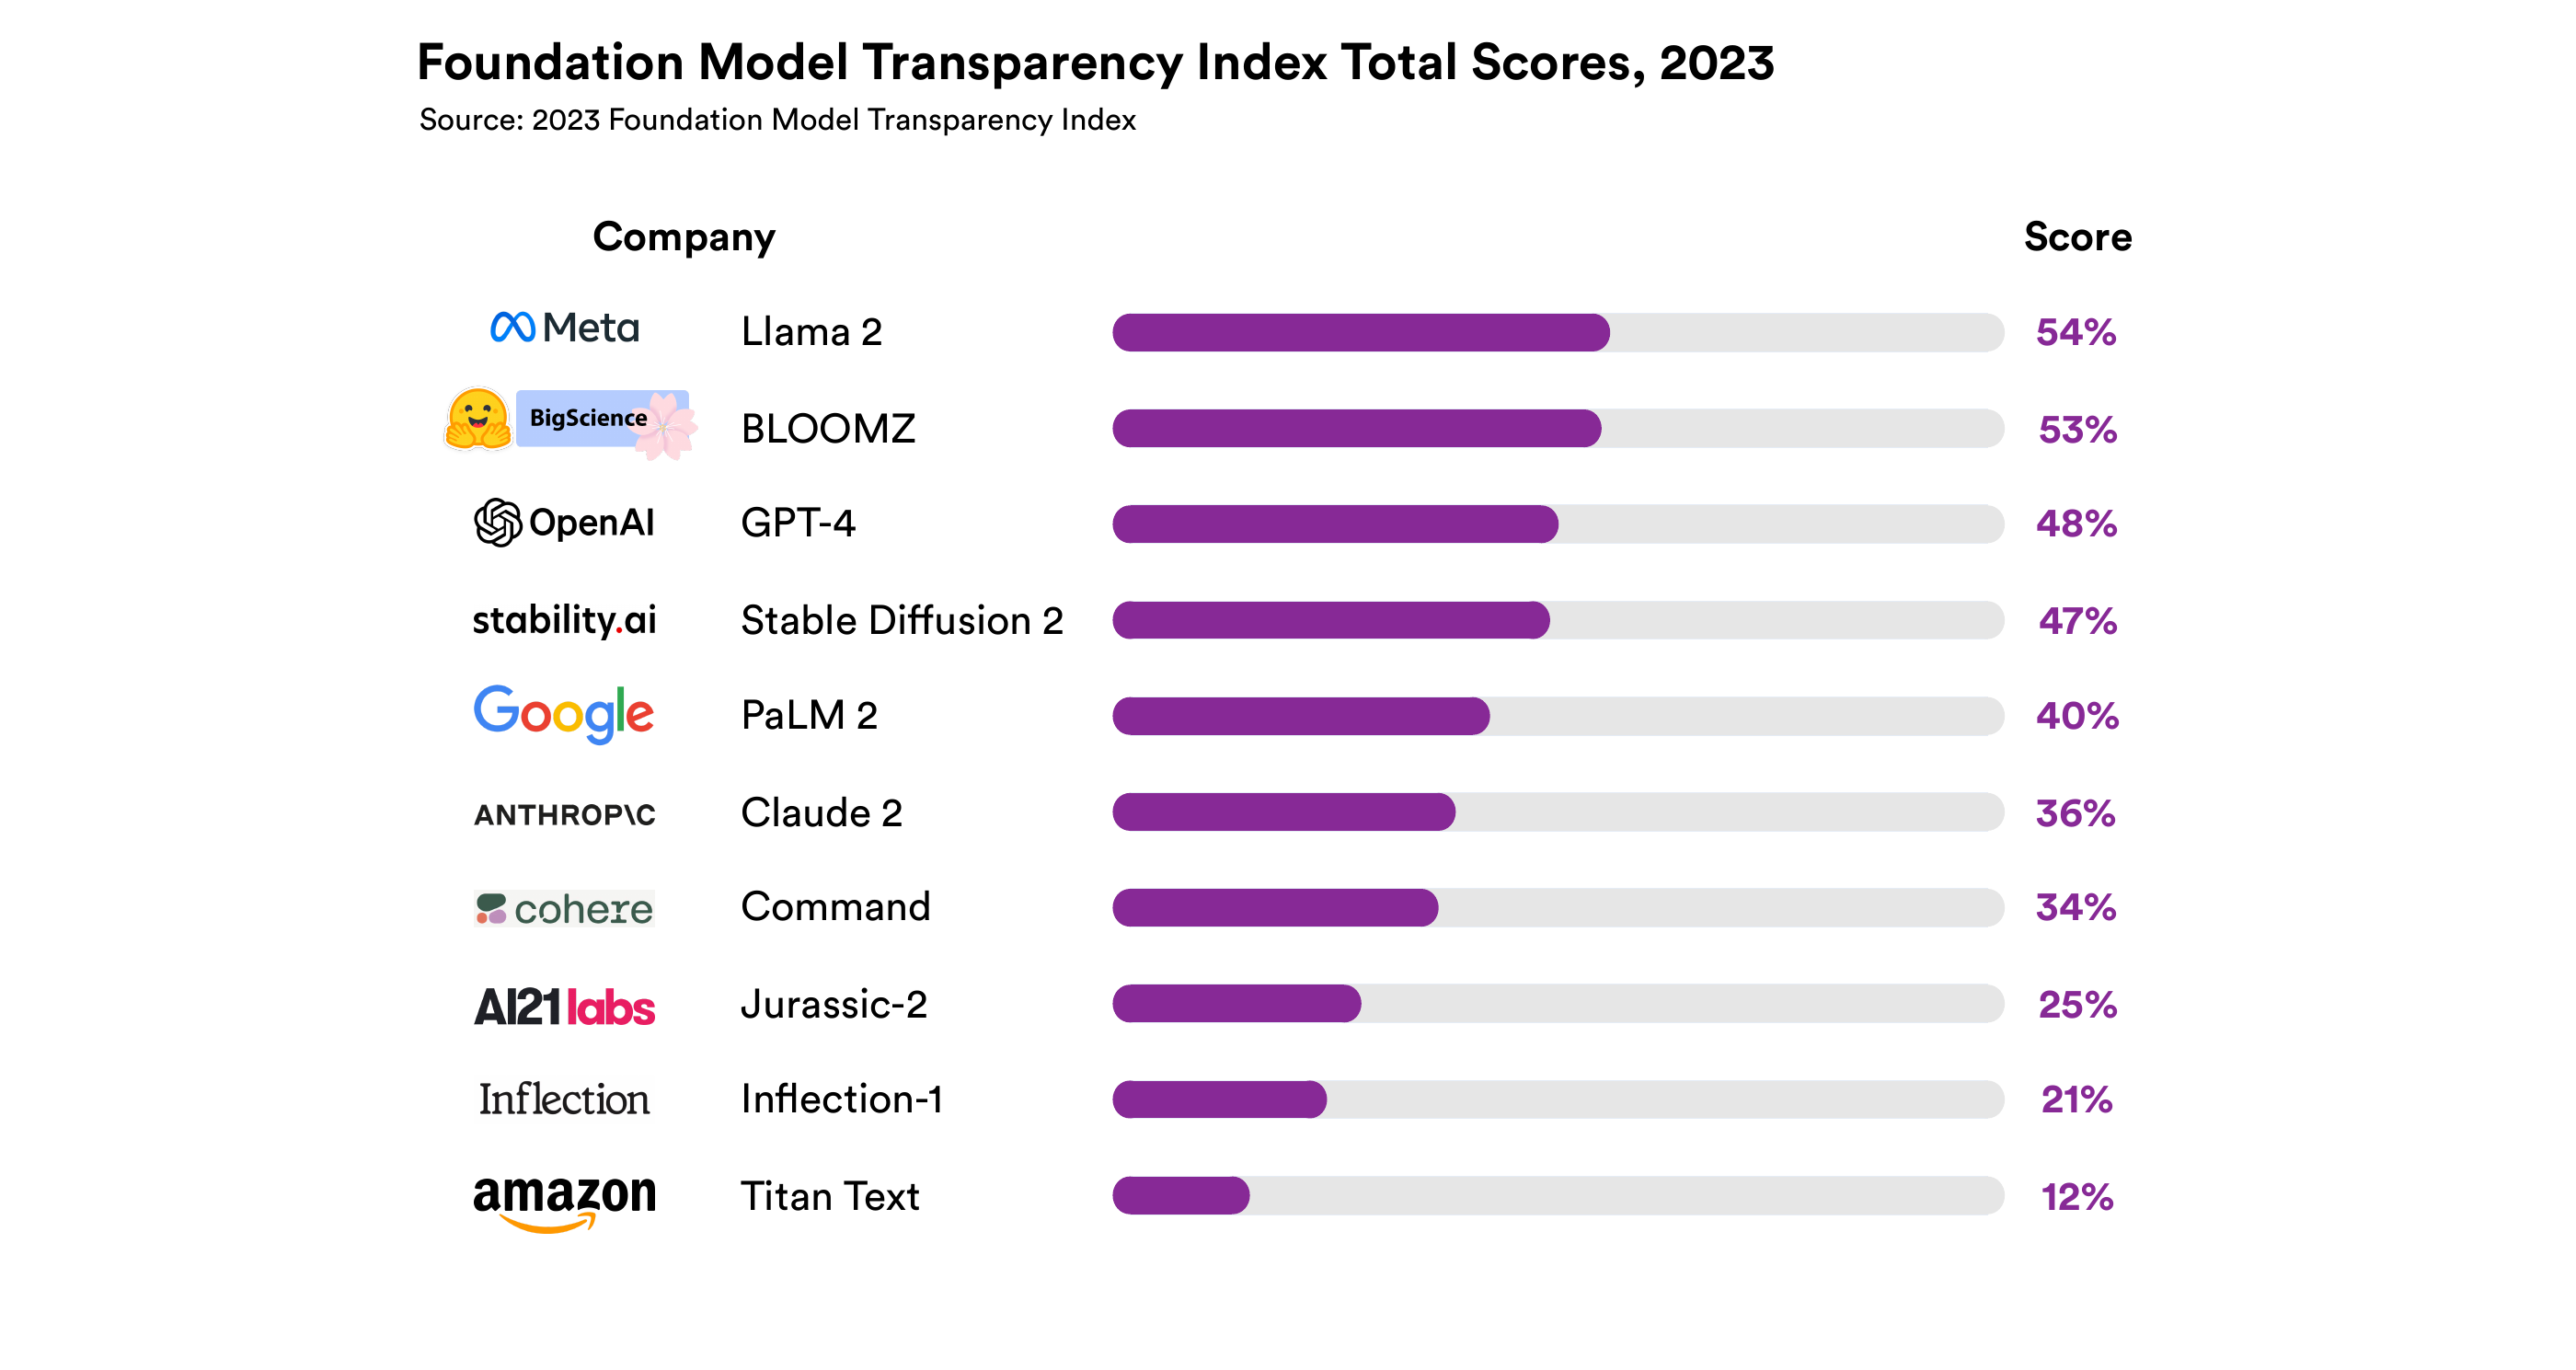 Foundation Model Transparency Index Total Scores, 2023
Source: 2023 Foundation Model Transparency Index
Company Score
Meta Llama 2 54%
BigScience BLOOMZ 53%
OpenAI GPT-4 48%
stability.ai Stable Diffusion 2 47%
Google PaLM 2 40%
ANTHROP\C Claude 2 36%
cohere Command 34%
AI21labs Jurassic-2 25%
Inflection Inflection-1 21%
amazon Titan Text 12%